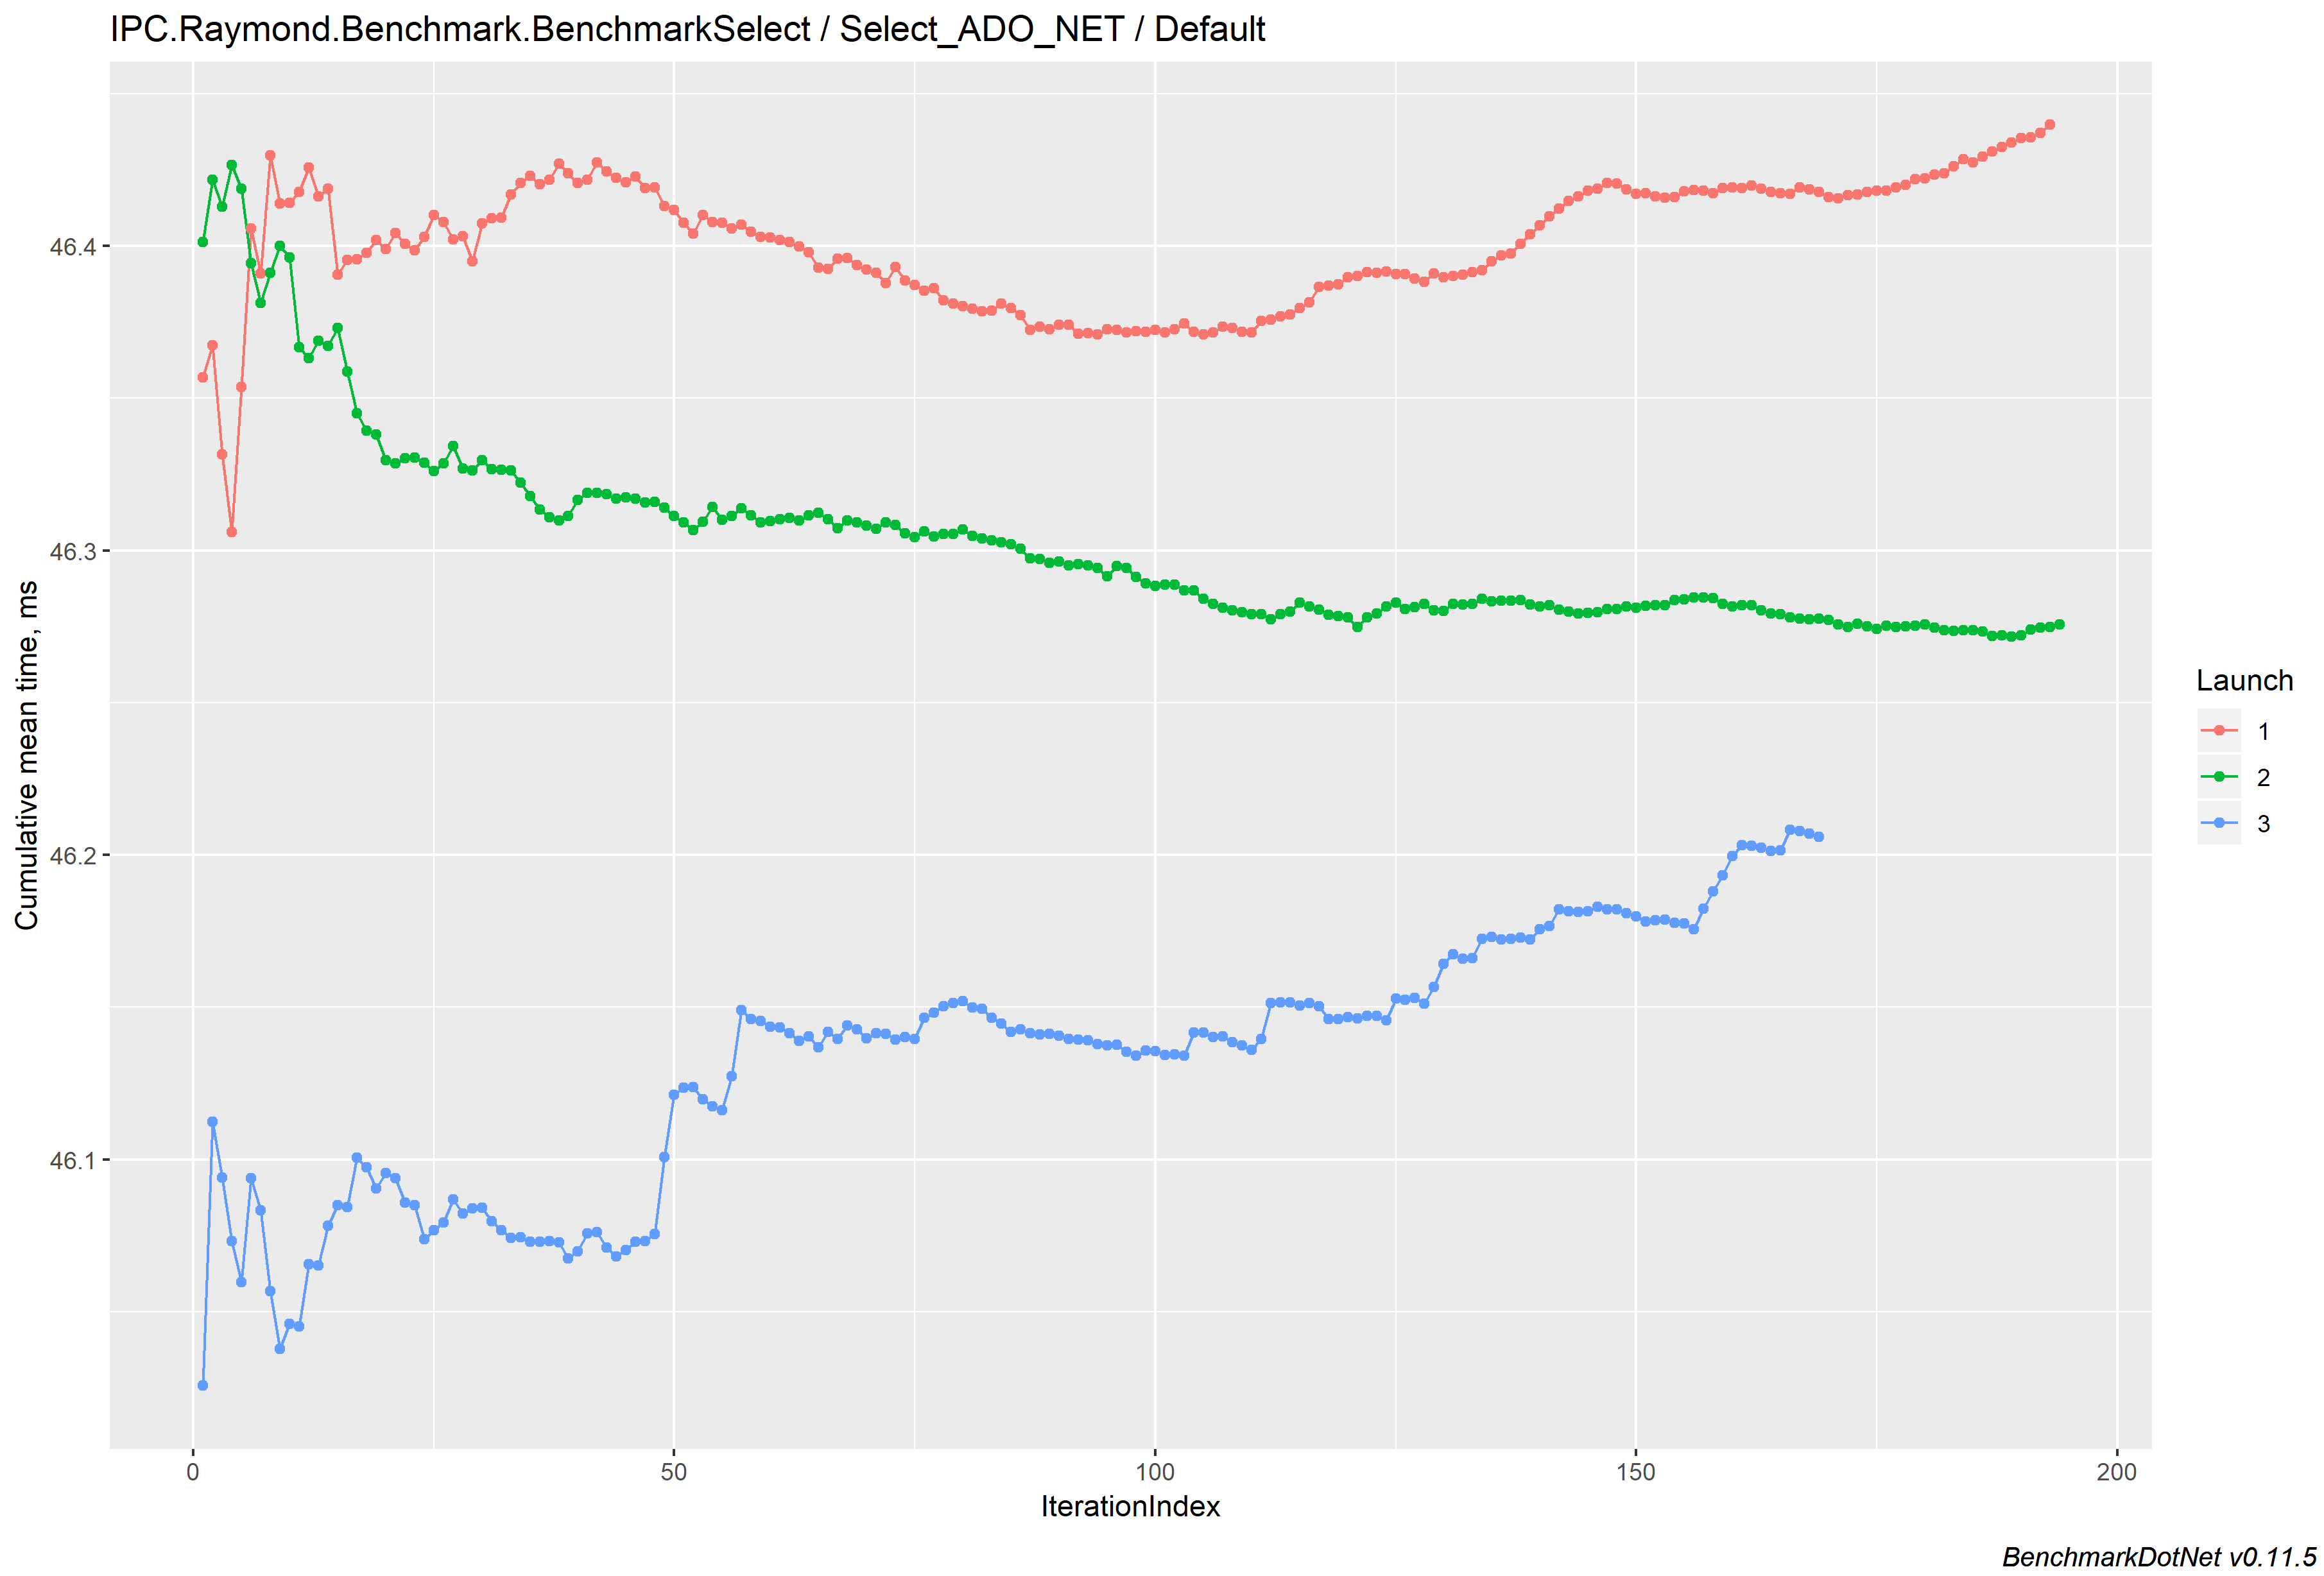 IPC.Raymond.Benchmark.BenchmarkSelect / Select_ADO_NET / Default
Cumulative mean time, ms
46.4
46.3
46.2
46.1
0 50 100 150 200
IterationIndex
Launch
1
2
3
BenchmarkDotNet v0.11.5